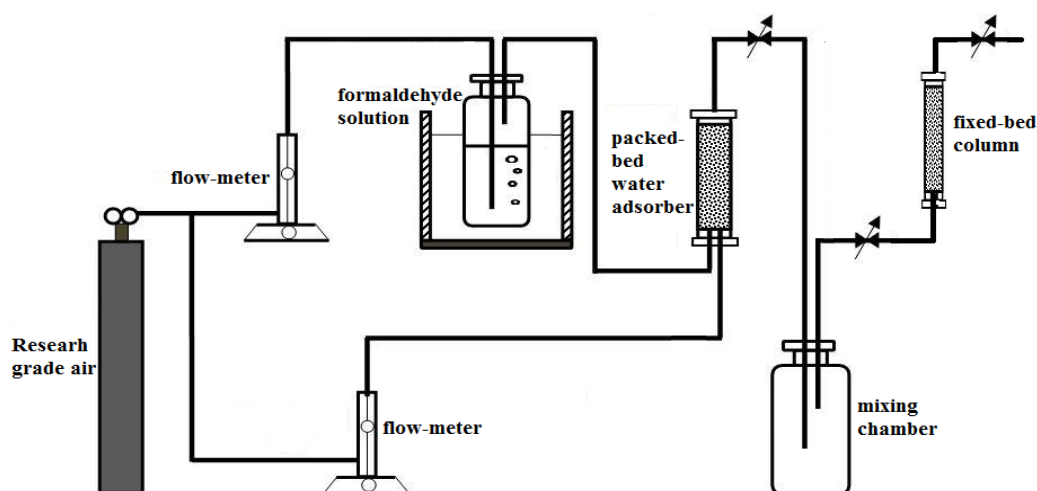 formaldehyde
solution
packed-
bed
water
adsorber
fixed-bed
column
flow-meter
Researh
grade air
flow-meter
mixing
chamber